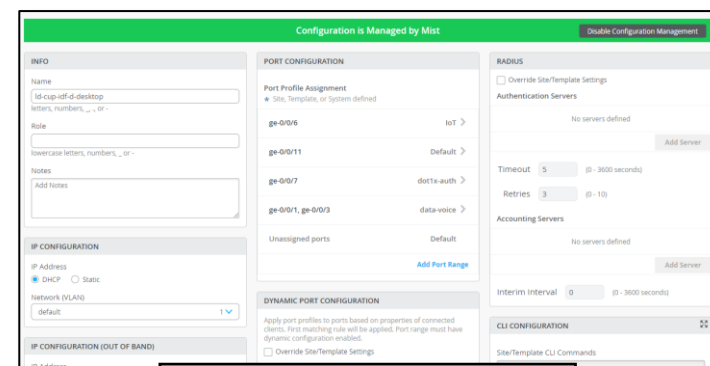 Configuration is Managed by Mist
Disable Configuration Management
INFO
Name
ld-cup-idf-d-desktop
letters, numbers, _, ., or -
Role
lowercase letters, numbers, _ or -
Notes
Add Notes
IP CONFIGURATION
IP Address
DHCP
Static
Network (VLAN)
default 1
IP CONFIGURATION (OUT OF BAND)
IP Address
PORT CONFIGURATION
Port Profile Assignment
★ Site, Template, or System defined
ge-0/0/6 IoT >
ge-0/0/11 Default >
ge-0/0/7 dot1x-auth >
ge-0/0/1, ge-0/0/3 data-voice >
Unassigned ports Default
Add Port Range
DYNAMIC PORT CONFIGURATION
Apply port profiles to ports based on properties of connected
clients. First matching rule will be applied. Port range must have
dynamic configuration enabled.
Override Site/Template Settings
RADIUS
Override Site/Template Settings
Authentication Servers
No servers defined
Add Server
Timeout 5 (0 - 3600 seconds)
Retries 3 (0 - 10)
Accounting Servers
No servers defined
Add Server
Interim Interval 0 (0 - 3600 seconds)
CLI CONFIGURATION
Site/Template CLI Commands